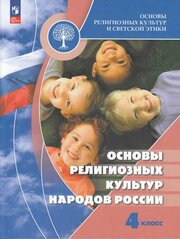 ОСНОВЫ
РЕЛИГИОЗНЫХ КУЛЬТУР
И СВЕТСКОЙ ЭТИКИ
ОСНОВЫ
РЕЛИГИОЗНЫХ
КУЛЬТУР
НАРОДОВ РОССИИ
4 класс